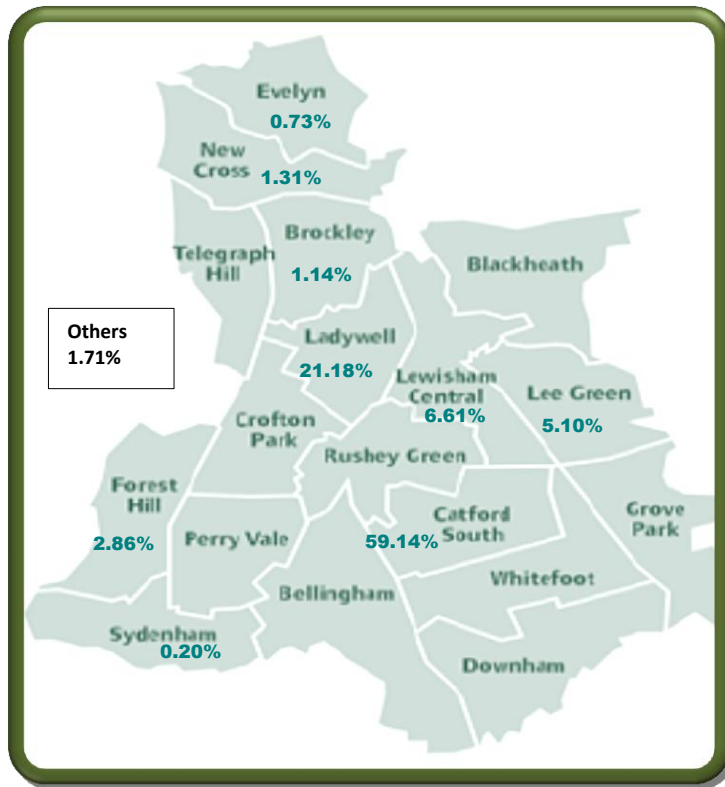 Evelyn
0.73%
New
Cross
1.31%
Brockley
1.14%
Telegraph
Hill
Blackheath
Others
1.71%
Ladywell
21.18%
Lewisham
Central
6.61%
Lee Green
5.10%
Crofton
Park
Rushey Green
Forest
Hill
2.86%
Perry Vale
Catford
South
59.14%
Grove
Park
Whitefoot
Bellingham
Sydenham
0.20%
Downham